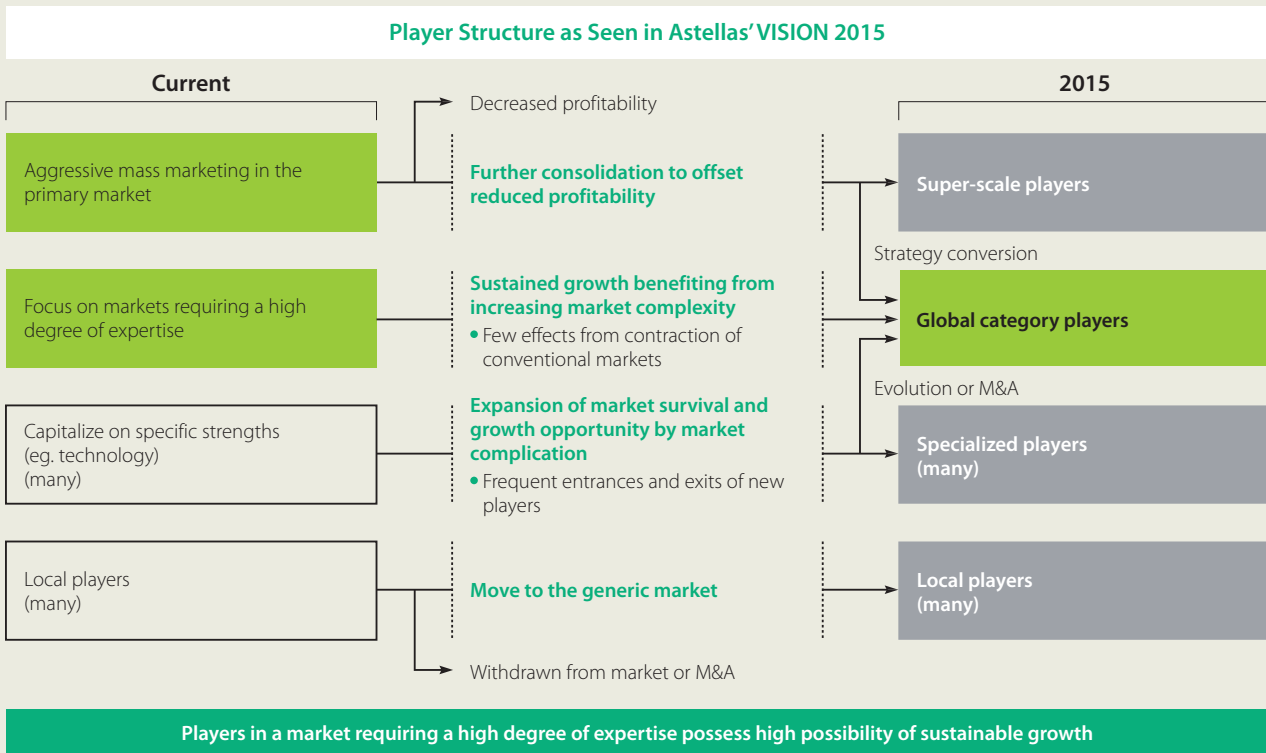 Player Structure as Seen in Astellas' VISION 2015
Current
2015
Decreased profitability
Aggressive mass marketing in the
primary market
Further consolidation to offset
reduced profitability
Super-scale players
Strategy conversion
Focus on markets requiring a high
degree of expertise
Sustained growth benefiting from
increasing market complexity
• Few effects from contraction of
conventional markets
Global category players
Evolution or M&A
Capitalize on specific strengths
(eg. technology)
(many)
Expansion of market survival and
growth opportunity by market
complication
• Frequent entrances and exits of new
players
Specialized players
(many)
Local players
(many)
Move to the generic market
Local players
(many)
Withdrawn from market or M&A
Players in a market requiring a high degree of expertise possess high possibility of sustainable growth